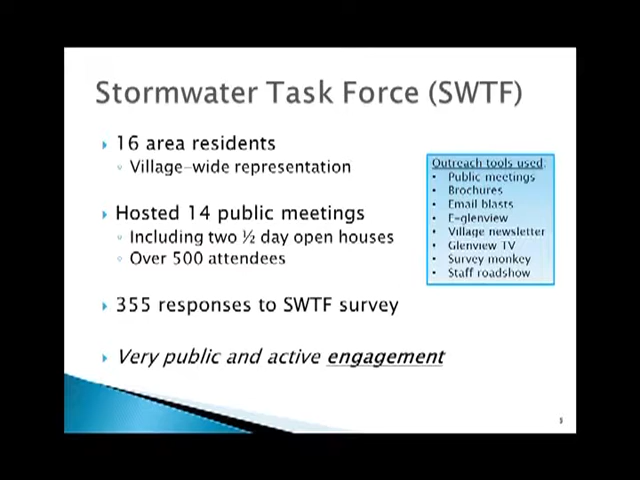 Stormwater Task Force (SWTF)
16 area residents
Village-wide representation
Hosted 14 public meetings
Including two ½ day open houses
Over 500 attendees
355 responses to SWTF survey
Very public and active engagement
Outreach tools used:
• Public meetings
• Brochures
• Email blasts
• E-glenview
• Village newsletter
• Glenview TV
• Survey monkey
• Staff roadshow